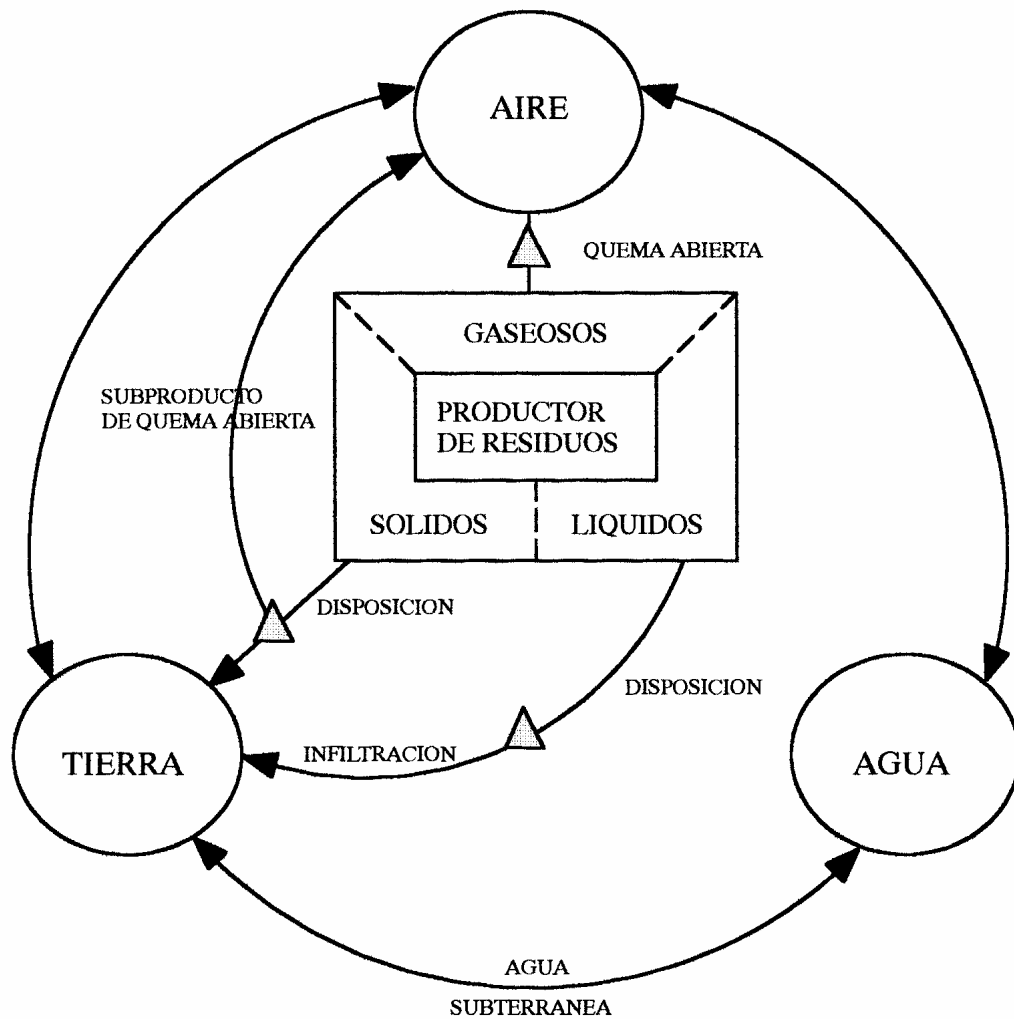 AIRE
QUEMA ABIERTA
GASEOSOS
SUBPRODUCTO
DE QUEMA ABIERTA
PRODUCTOR
DE RESIDUOS
SOLIDOS
LIQUIDOS
DISPOSICION
DISPOSICION
INFILTRACION
TIERRA
AGUA
AGUA
SUBTERRANEA